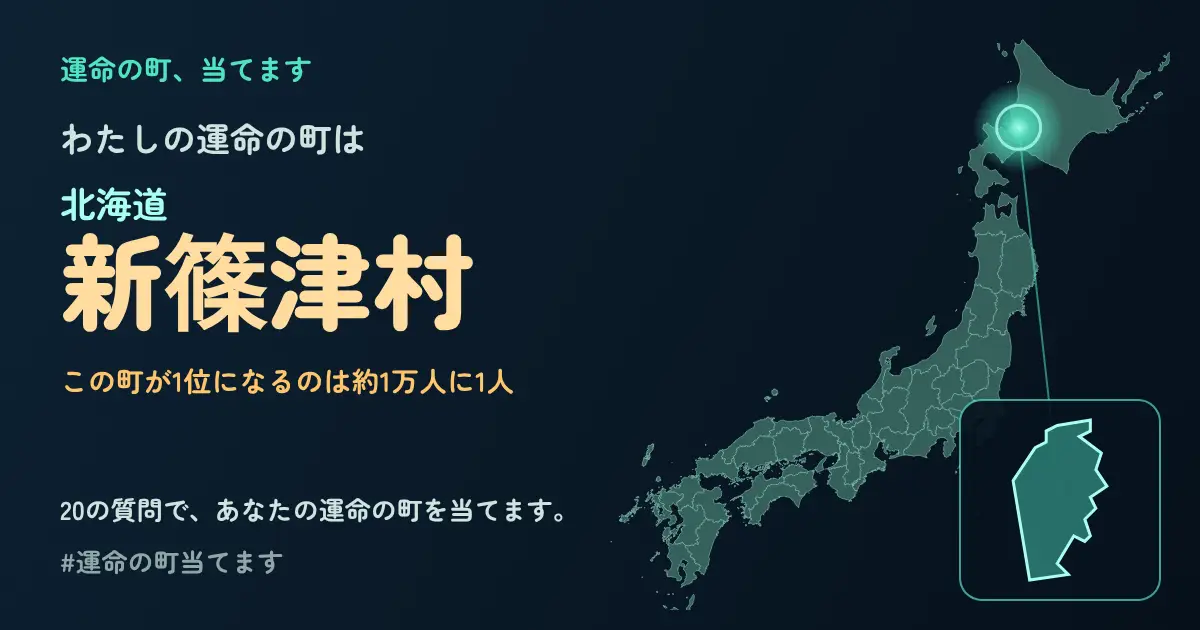 運命の町、当てます
わたしの運命の町は
北海道
新篠津村
この町が1位になるのは約1万人に1人
20の質問で、あなたの運命の町を当てます。
#運命の町当てます